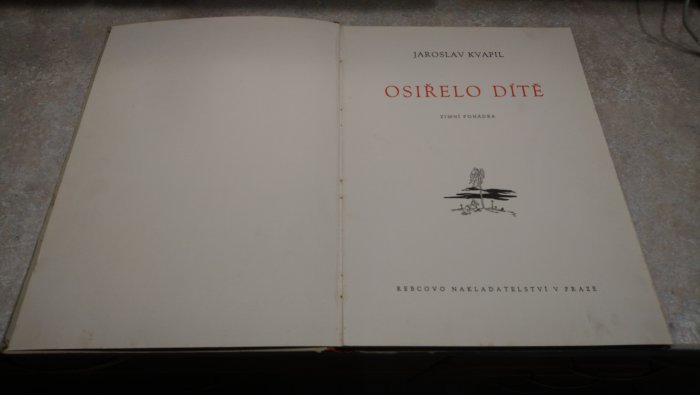 JAROSLAV KVAPIL
OSIŘELO DÍTĚ
ZIMNÍ POHÁDKA
REBCOVO NAKLADATELSTVÍ V PRAZE